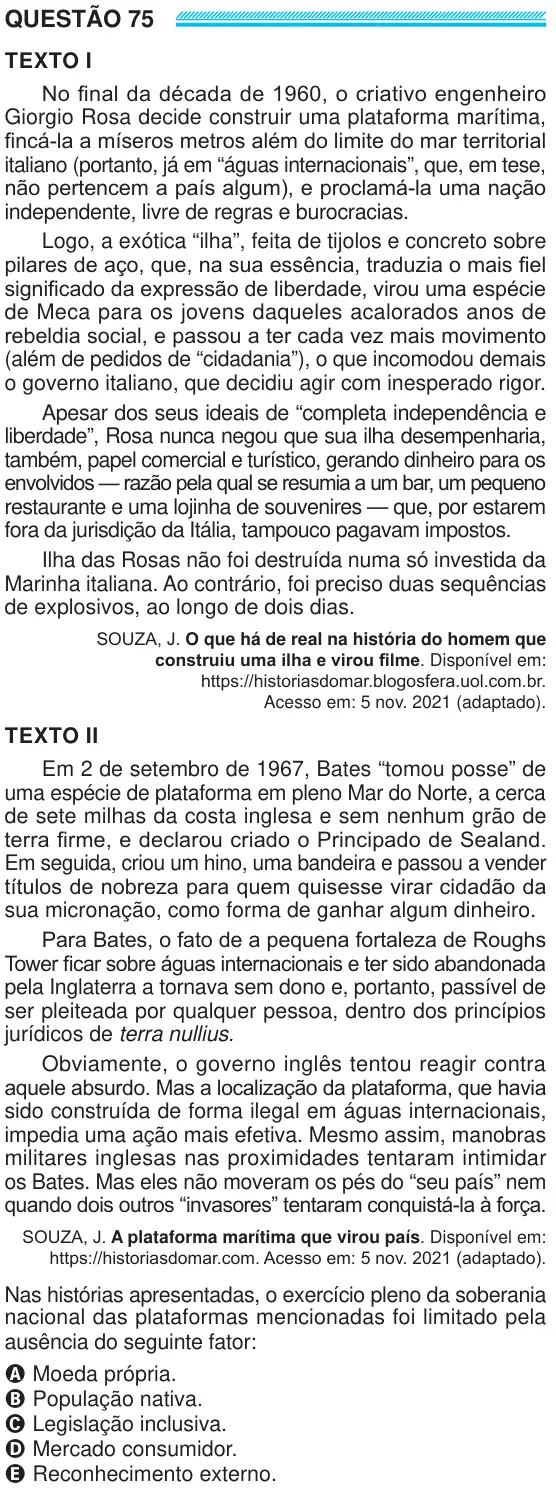 QUESTÃO 75
TEXTO I
No final da década de 1960, o criativo engenheiro
Giorgio Rosa decide construir uma plataforma marítima,
fincá-la a míseros metros além do limite do mar territorial
italiano (portanto, já em “águas internacionais”, que, em tese,
não pertencem a país algum), e proclamá-la uma nação
independente, livre de regras e burocracias.
Logo, a exótica “ilha”, feita de tijolos e concreto sobre
pilares de aço, que, na sua essência, traduzia o mais fiel
significado da expressão de liberdade, virou uma espécie
de Meca para os jovens daqueles acalorados anos de
rebeldia social, e passou a ter cada vez mais movimento
(além de pedidos de “cidadania”), o que incomodou demais
o governo italiano, que decidiu agir com inesperado rigor.
Apesar dos seus ideais de “completa independência e
liberdade”, Rosa nunca negou que sua ilha desempenharia,
também, papel comercial e turístico, gerando dinheiro para os
envolvidos — razão pela qual se resumia a um bar, um pequeno
restaurante e uma lojinha de souvenires — que, por estarem
fora da jurisdição da Itália, tampouco pagavam impostos.
Ilha das Rosas não foi destruída numa só investida da
Marinha italiana. Ao contrário, foi preciso duas sequências
de explosivos, ao longo de dois dias.
SOUZA, J. O que há de real na história do homem que
construiu uma ilha e virou filme. Disponível em:
https://historiasdomar.blogosfera.uol.com.br.
Acesso em: 5 nov. 2021 (adaptado).
TEXTO II
Em 2 de setembro de 1967, Bates “tomou posse” de
uma espécie de plataforma em pleno Mar do Norte, a cerca
de sete milhas da costa inglesa e sem nenhum grão de
terra firme, e declarou criado o Principado de Sealand.
Em seguida, criou um hino, uma bandeira e passou a vender
títulos de nobreza para quem quisesse virar cidadão da
sua micronação, como forma de ganhar algum dinheiro.
Para Bates, o fato de a pequena fortaleza de Roughs
Tower ficar sobre águas internacionais e ter sido abandonada
pela Inglaterra a tornava sem dono e, portanto, passível de
ser pleiteada por qualquer pessoa, dentro dos princípios
jurídicos de terra nullius.
Obviamente, o governo inglês tentou reagir contra
aquele absurdo. Mas a localização da plataforma, que havia
sido construída de forma ilegal em águas internacionais,
impedia uma ação mais efetiva. Mesmo assim, manobras
militares inglesas nas proximidades tentaram intimidar
os Bates. Mas eles não moveram os pés do “seu país” nem
quando dois outros “invasores” tentaram conquistá-la à força.
SOUZA, J. A plataforma marítima que virou país. Disponível em:
https://historiasdomar.com. Acesso em: 5 nov. 2021 (adaptado).
Nas histórias apresentadas, o exercício pleno da soberania
nacional das plataformas mencionadas foi limitado pela
ausência do seguinte fator:
A Moeda própria.
B População nativa.
C Legislação inclusiva.
D Mercado consumidor.
E Reconhecimento externo.